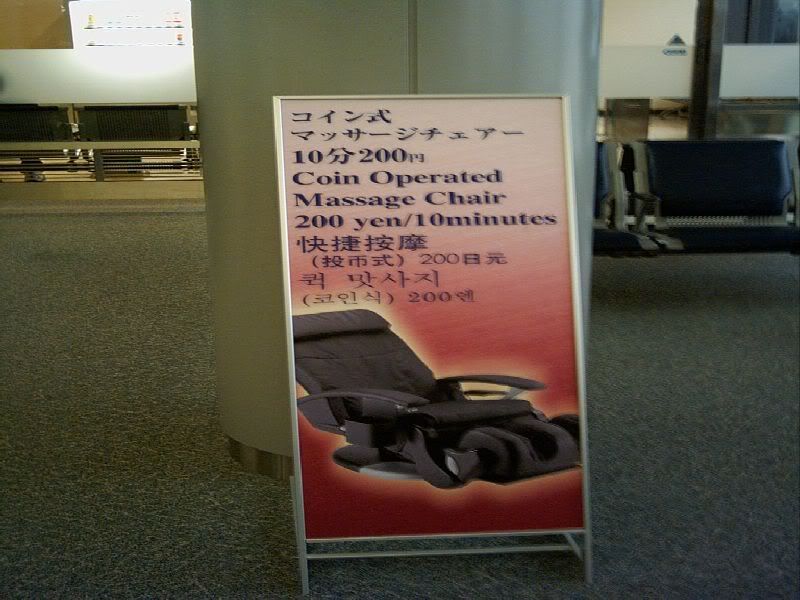 コイン式
マッサージチェアー
10分200円
Coin Operated
Massage Chair
200 yen/10minutes
快捷按摩
(投币式) 200日元
퀵 맛사지
(코인식) 200엔